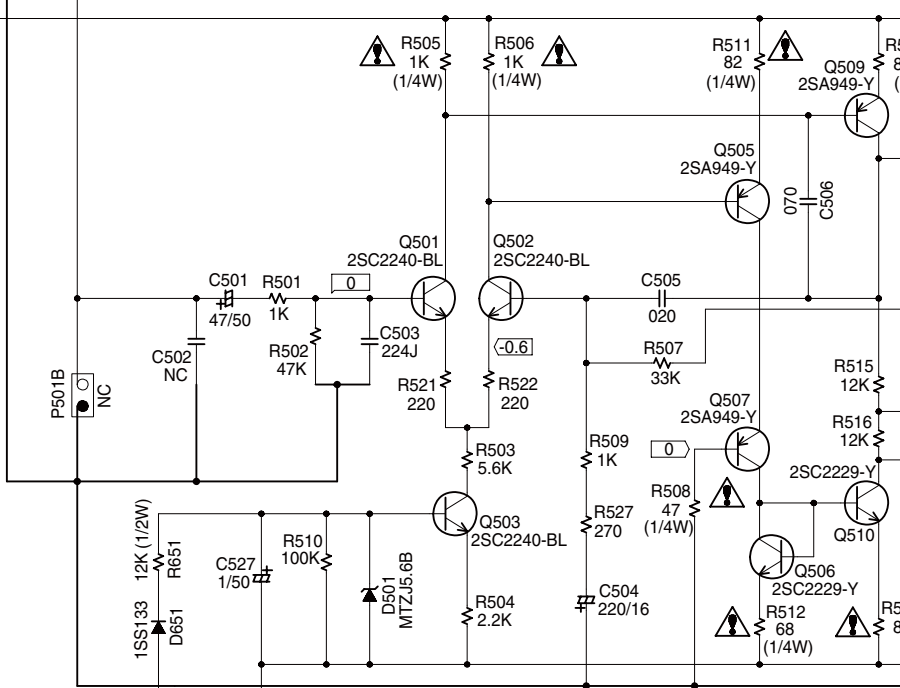 R505
1K
(1/4W)
R506
1K
(1/4W)
R511
82
(1/4W)
Q509
2SA949-Y
Q505
2SA949-Y
070
C506
Q501
2SC2240-BL
Q502
2SC2240-BL
C501
47/50
R501
1K
0
C505
020
C502
NC
R502
47K
C503
224J
-0.6
R507
33K
P501B
NC
R521
220
R522
220
R515
12K
R516
12K
Q507
2SA949-Y
R503
5.6K
R509
1K
0
2SC2229-Y
Q510
R508
47
(1/4W)
12K (1/2W)
R651
R510
100K
Q503
2SC2240-BL
R527
270
C527
1/50
D501
MTZJ5.6B
Q506
2SC2229-Y
1SS133
D651
R504
2.2K
C504
220/16
R512
68
(1/4W)